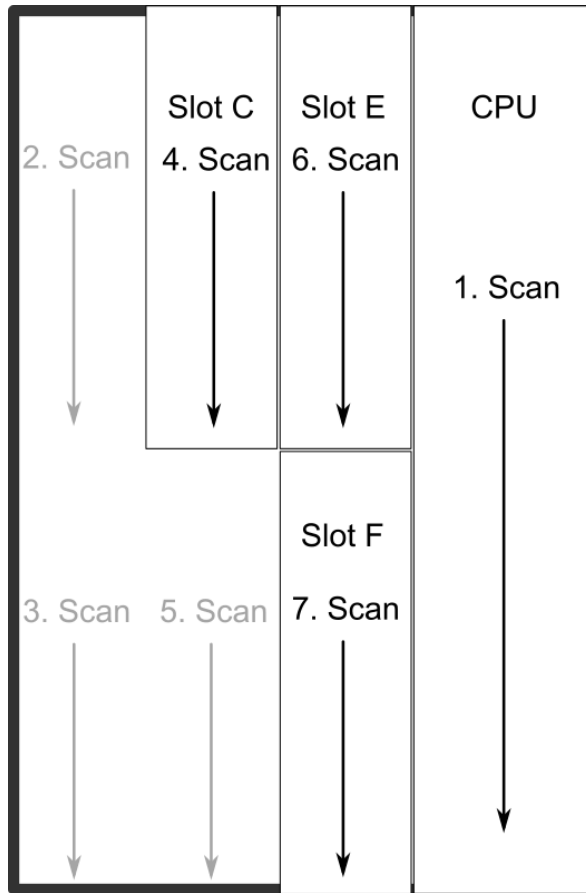 Slot C
Slot E
CPU
2. Scan
4. Scan
6. Scan
1. Scan
Slot F
3. Scan
5. Scan
7. Scan